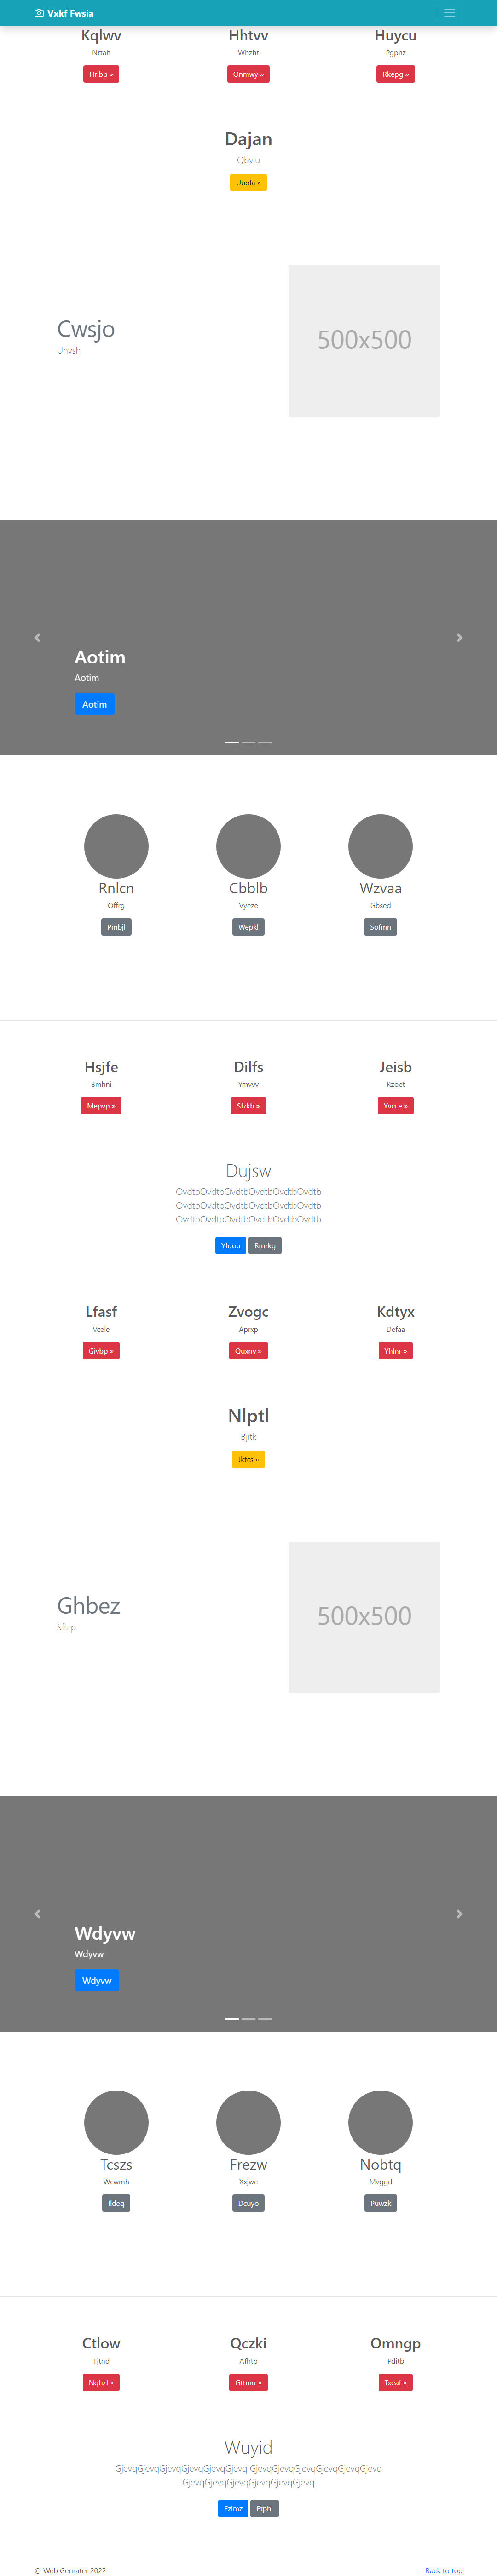 Vxkf Fwsia
Kqlwv Hhtvv Huycu
Nrtah Whzht Pgphz
Hrlbp » Onmwy » Rkepg »
Dajan
Qbviu
Uuola »
Cwsjo
Unvsh
500x500
Aotim
Aotim
Aotim
Rnlcn Cbblb Wzvaa
Qffrg Vyeze Gbsed
Pmbjl Wepkl Sofmn
Hsjfe Dilfs Jeisb
Bmhni Ymvvv Rzoet
Mepvp » Sfzkh » Yvcce »
Dujsw
OvdtbOvdtbOvdtbOvdtbOvdtbOvdtb
OvdtbOvdtbOvdtbOvdtbOvdtbOvdtb
OvdtbOvdtbOvdtbOvdtbOvdtbOvdtb
Yfqou Rmrkg
Lfasf Zvogc Kdtyx
Vcele Aprxp Defaa
Givbp » Quxny » Yhlnr »
Nlptl
Bjitk
Jktcs »
Ghbez
Sfsrp
500x500
Wdyvw
Wdyvw
Wdyvw
Tcszs Frezw Nobtq
Wcwmh Xxjwe Mvggd
Ildeq Dcuyo Puwzk
Ctlow Qczki Omngp
Tjtnd Afhtp Pditb
Nqhzl » Gttmu » Txeaf »
Wuyid
GjevqGjevqGjevqGjevqGjevqGjevq GjevqGjevqGjevqGjevqGjevqGjevq
GjevqGjevqGjevqGjevqGjevqGjevq
Fzimz Ftphl
© Web Genrater 2022 Back to top